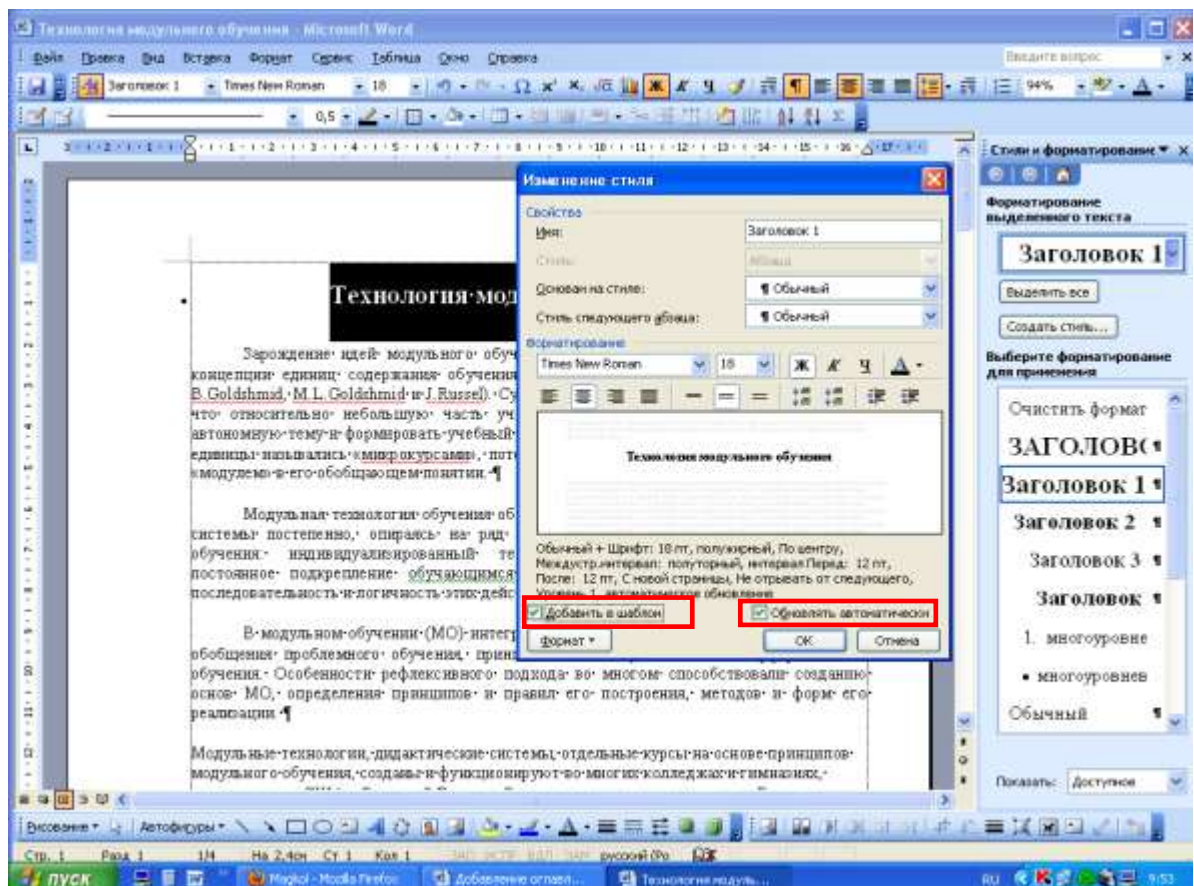 Технология модульного обучения - Microsoft Word
Файл Правка Вид Вставка Формат Сервис Таблица Окно Справка
Введите вопрос
Заголовок 1 Times New Roman 18 Ж К Ч 94%
0,5
Стили и форматирование
Форматирование
выделенного текста
Заголовок 1
Выделить все
Создать стиль...
Выберите форматирование
для применения
Очистить формат
ЗАГОЛОВ
Заголовок 1
Заголовок 2
Заголовок 3
Заголовок
1. многоуровне
• многоуровнев
Обычный
Показать: Доступное
Изменение стиля
Свойства
Имя: Заголовок 1
Стиль: Абзаца
Основан на стиле: ¶ Обычный
Стиль следующего абзаца: ¶ Обычный
Форматирование
Times New Roman 18 Ж К Ч А
Технология модульного обучения
Обычный + Шрифт: 18 пт, полужирный, По центру,
Междустр.интервал: полуторный, интервал Перед: 12 пт,
После: 12 пт, С новой страницы, Не отрывать от следующего,
Уровень 1, автоматическое обновление
Добавить в шаблон Обновлять автоматически
Формат ОК Отмена
Технология·мод
Зарождение· идей· модульного· обуч
концепции· единиц· содержания· обучения
B. Goldshmid,· M. L. Goldshmid·и·J. Russel).· Су
что· относительно· небольшую· часть· уч
автономную·тему·и· формировать·учебный
единицы·назывались·«микрокурсами»,·пот
«модулем»·в·его·обобщающем·понятии.·¶
Модульная·технология·обучения·об
системы· постепенно,· опираясь· на· ряд
обучения:· индивидуализированный· те
постоянное· подкрепление· обучающимся
последовательность·и·логичность·этих·дейс
В·модульном·обучении·(МО)·интегр
обобщения· проблемного· обучения,· прин
обучения.· Особенности· рефлексивного· подхода· во· многом· способствовали· созданию·
основ· МО,· определения· принципов· и· правил· его· построения,· методов· и· форм· его·
реализации.·¶
Модульные·технологии,·дидактические·системы,·отдельные·курсы·на·основе·принципов·
модульного·обучения,·созданы·и·функционируют·во·многих·колледжах·и·гимназиях,·
Рисование Автофигуры
Стр. 1 Разд 1 1/4 На 2,4см Ст 1 Кол 1 ЗАП ИСПР ВДЛ ЗАМ русский (Ро
пуск Magkol - Mozilla Firefox Добавление оглавл... Технология модуль... RU 9:53